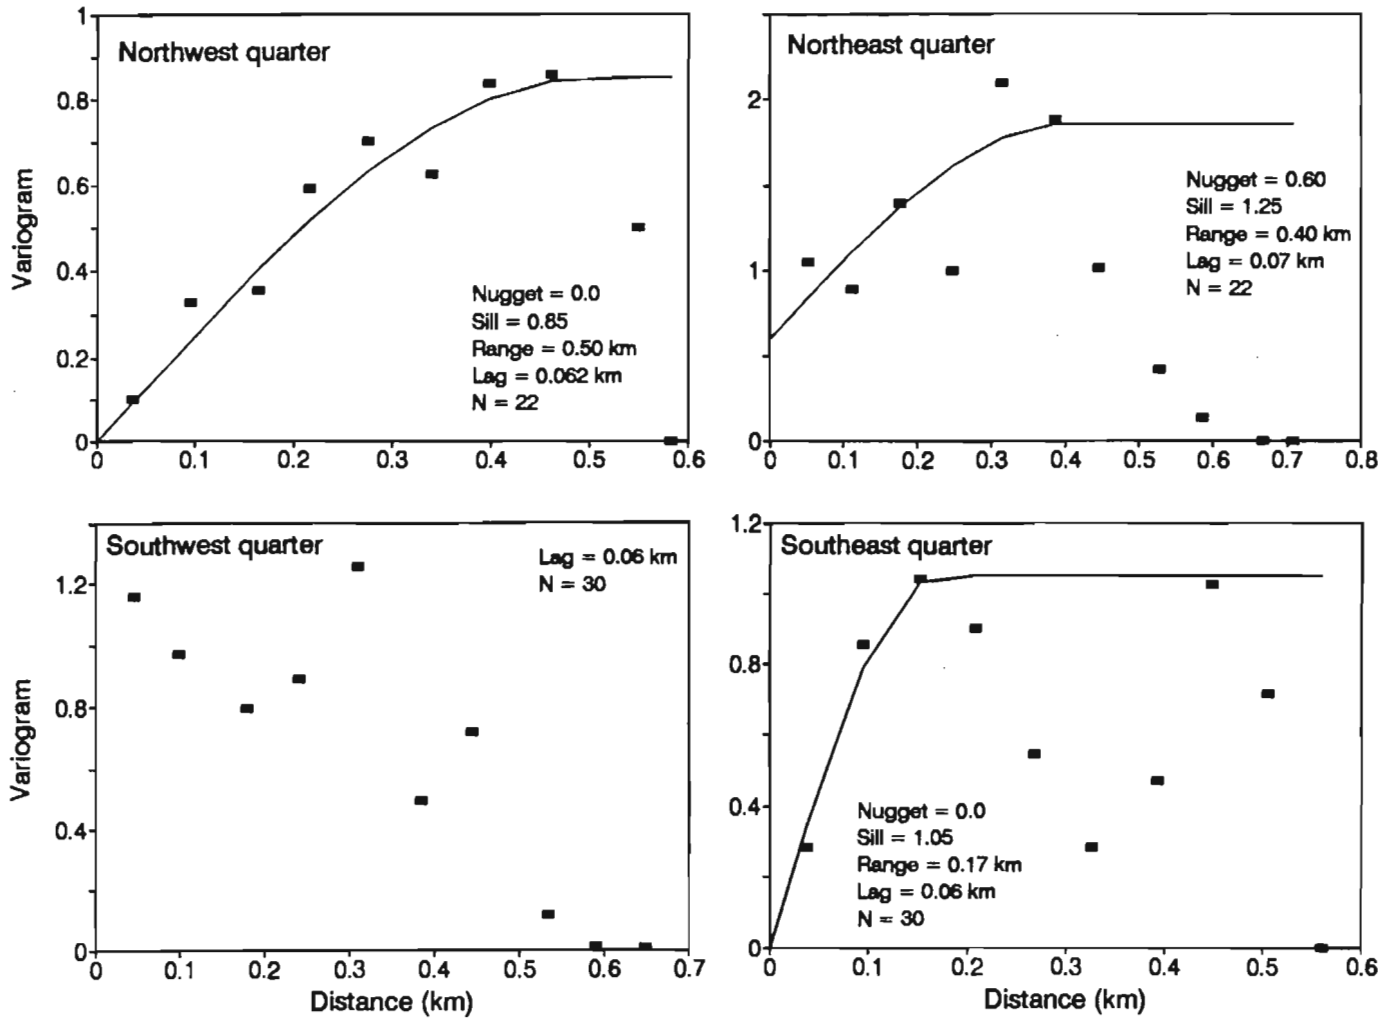 Northwest quarter
1
0.8
0.6
0.4
0.2
0
Variogram
Nugget = 0.0
Sill = 0.85
Range = 0.50 km
Lag = 0.062 km
N = 22
0 0.1 0.2 0.3 0.4 0.5 0.6
Northeast quarter
2
1
0
Nugget = 0.60
Sill = 1.25
Range = 0.40 km
Lag = 0.07 km
N = 22
0 0.1 0.2 0.3 0.4 0.5 0.6 0.7 0.8
Southwest quarter
Lag = 0.06 km
N = 30
1.2
0.8
0.4
0
Variogram
0 0.1 0.2 0.3 0.4 0.5 0.6 0.7
Distance (km)
Southeast quarter
1.2
0.8
0.4
0
Nugget = 0.0
Sill = 1.05
Range = 0.17 km
Lag = 0.06 km
N = 30
0 0.1 0.2 0.3 0.4 0.5 0.6
Distance (km)